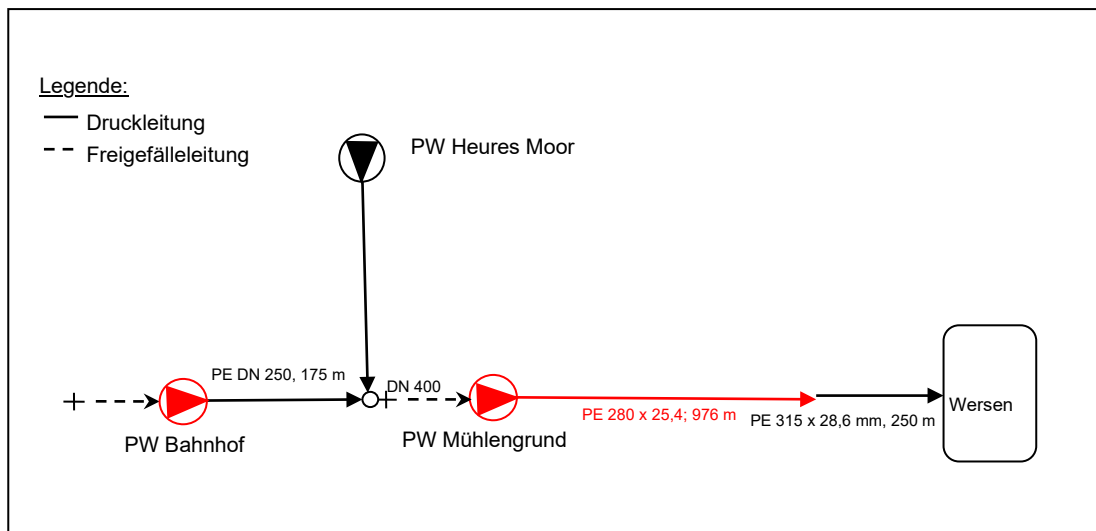 Legende:
Druckleitung
Freigefälleleitung
PW Heures Moor
PE DN 250, 175 m
DN 400
PW Bahnhof
PW Mühlengrund
PE 280 x 25,4; 976 m
PE 315 x 28,6 mm, 250 m
Wersen